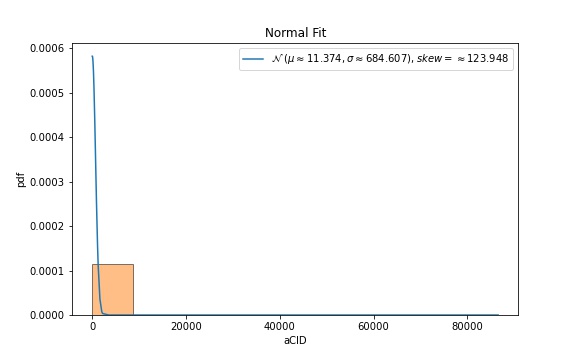 Normal Fit
𝒩 (μ ≈ 11.374, σ ≈ 684.607), skew = ≈ 123.948
0.0006
0.0005
0.0004
0.0003
0.0002
0.0001
0.0000
pdf
0 20000 40000 60000 80000
aCID